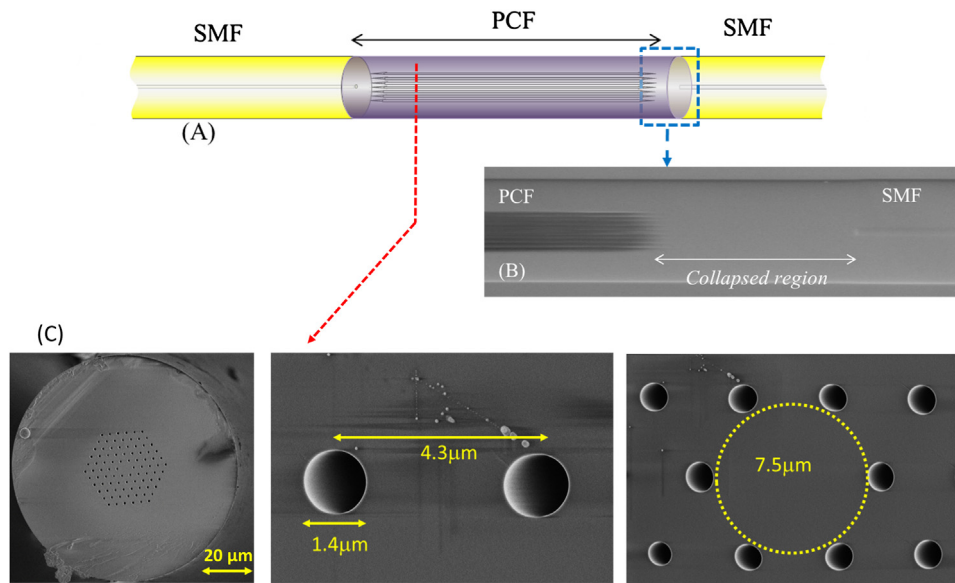 SMF
PCF
SMF
(A)
PCF
SMF
(B)
Collapsed region
(C)
20 μm
4.3μm
1.4μm
7.5μm